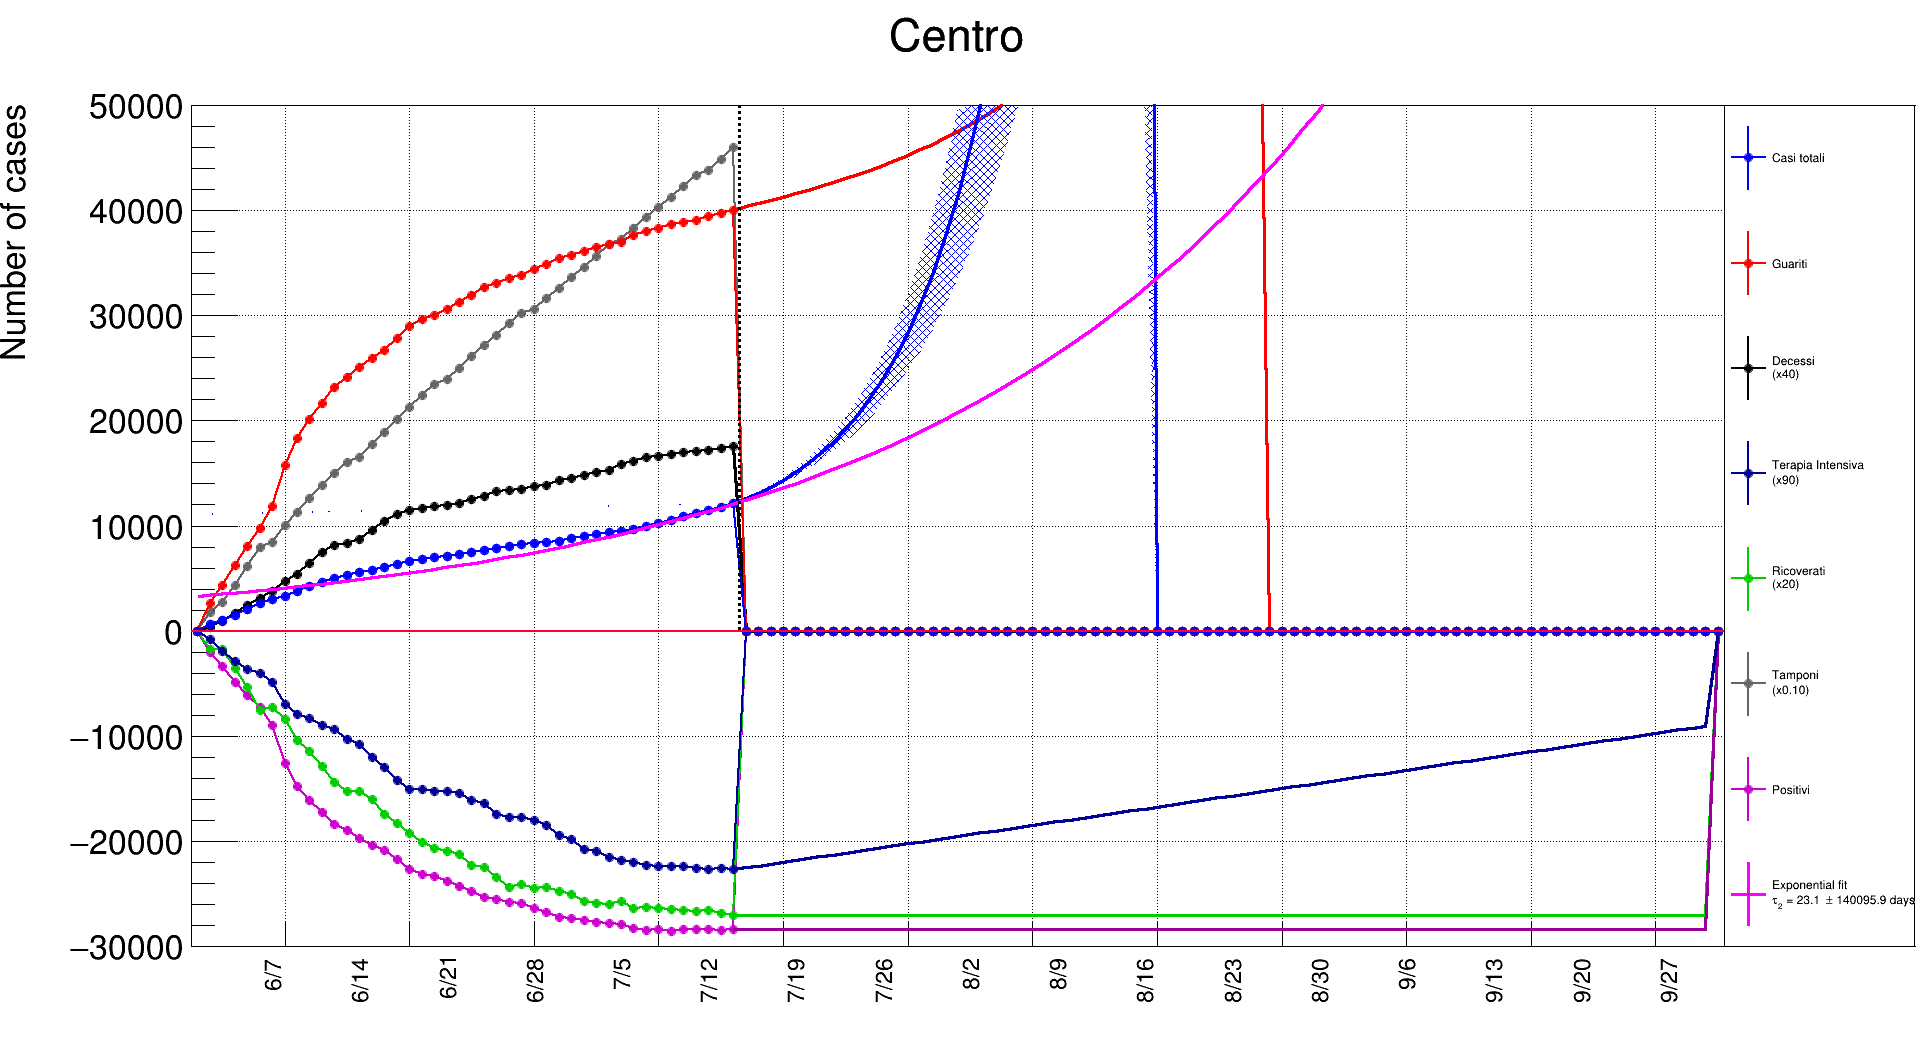 Centro
Number of cases
50000
40000
30000
20000
10000
0
−10000
−20000
−30000
6/7
6/14
6/21
6/28
7/5
7/12
7/19
7/26
8/2
8/9
8/16
8/23
8/30
9/6
9/13
9/20
9/27
Casi totali
Guariti
Decessi
(x40)
Terapia Intensiva
(x90)
Ricoverati
(x20)
Tamponi
(x0.10)
Positivi
Exponential fit
τ2 = 23.1 ± 140095.9 days